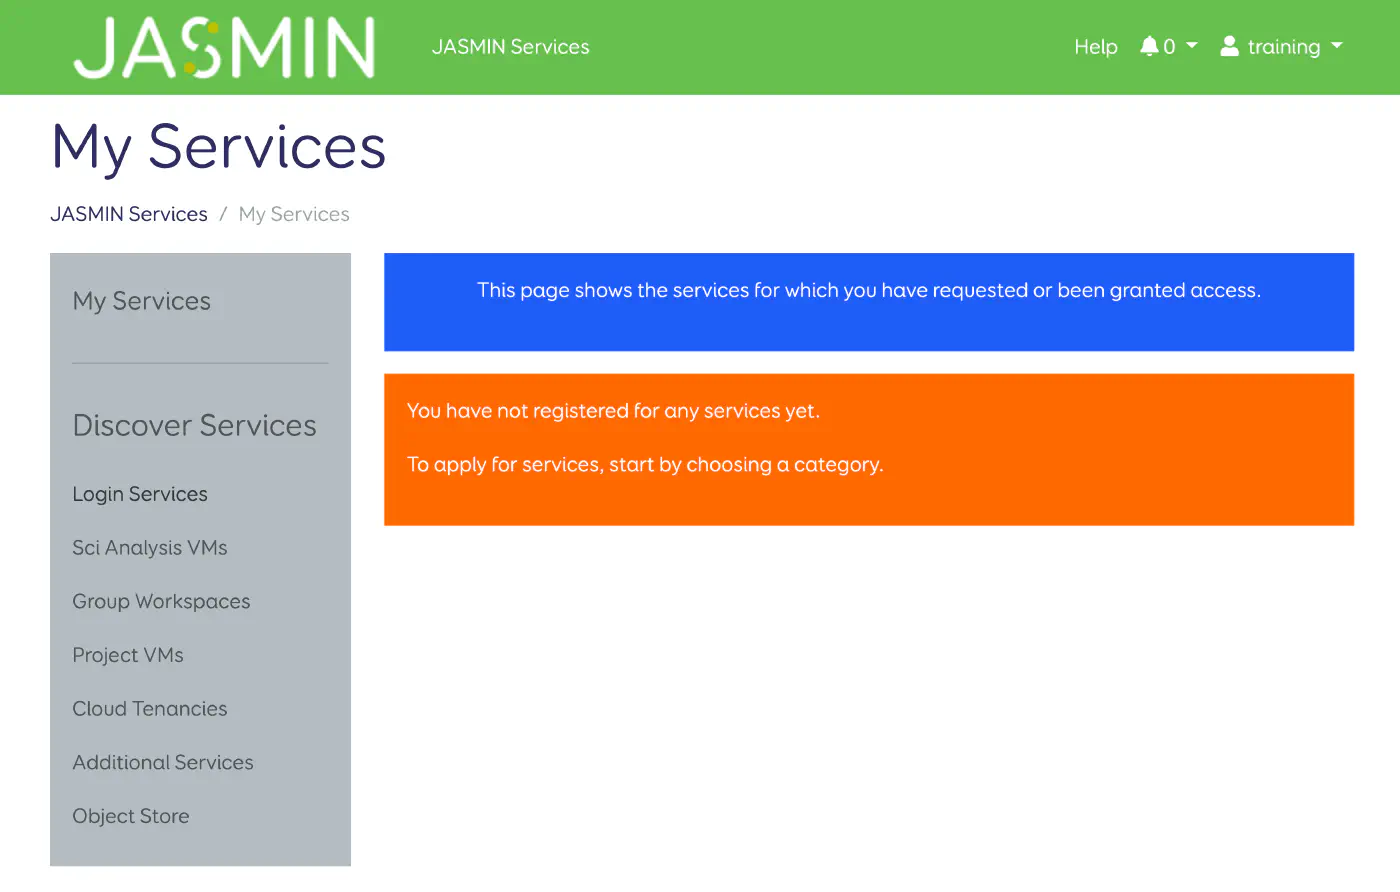 JASMIN JASMIN Services Help 0 training
My Services
JASMIN Services / My Services
My Services
Discover Services
Login Services
Sci Analysis VMs
Group Workspaces
Project VMs
Cloud Tenancies
Additional Services
Object Store
This page shows the services for which you have requested or been granted access.
You have not registered for any services yet.
To apply for services, start by choosing a category.